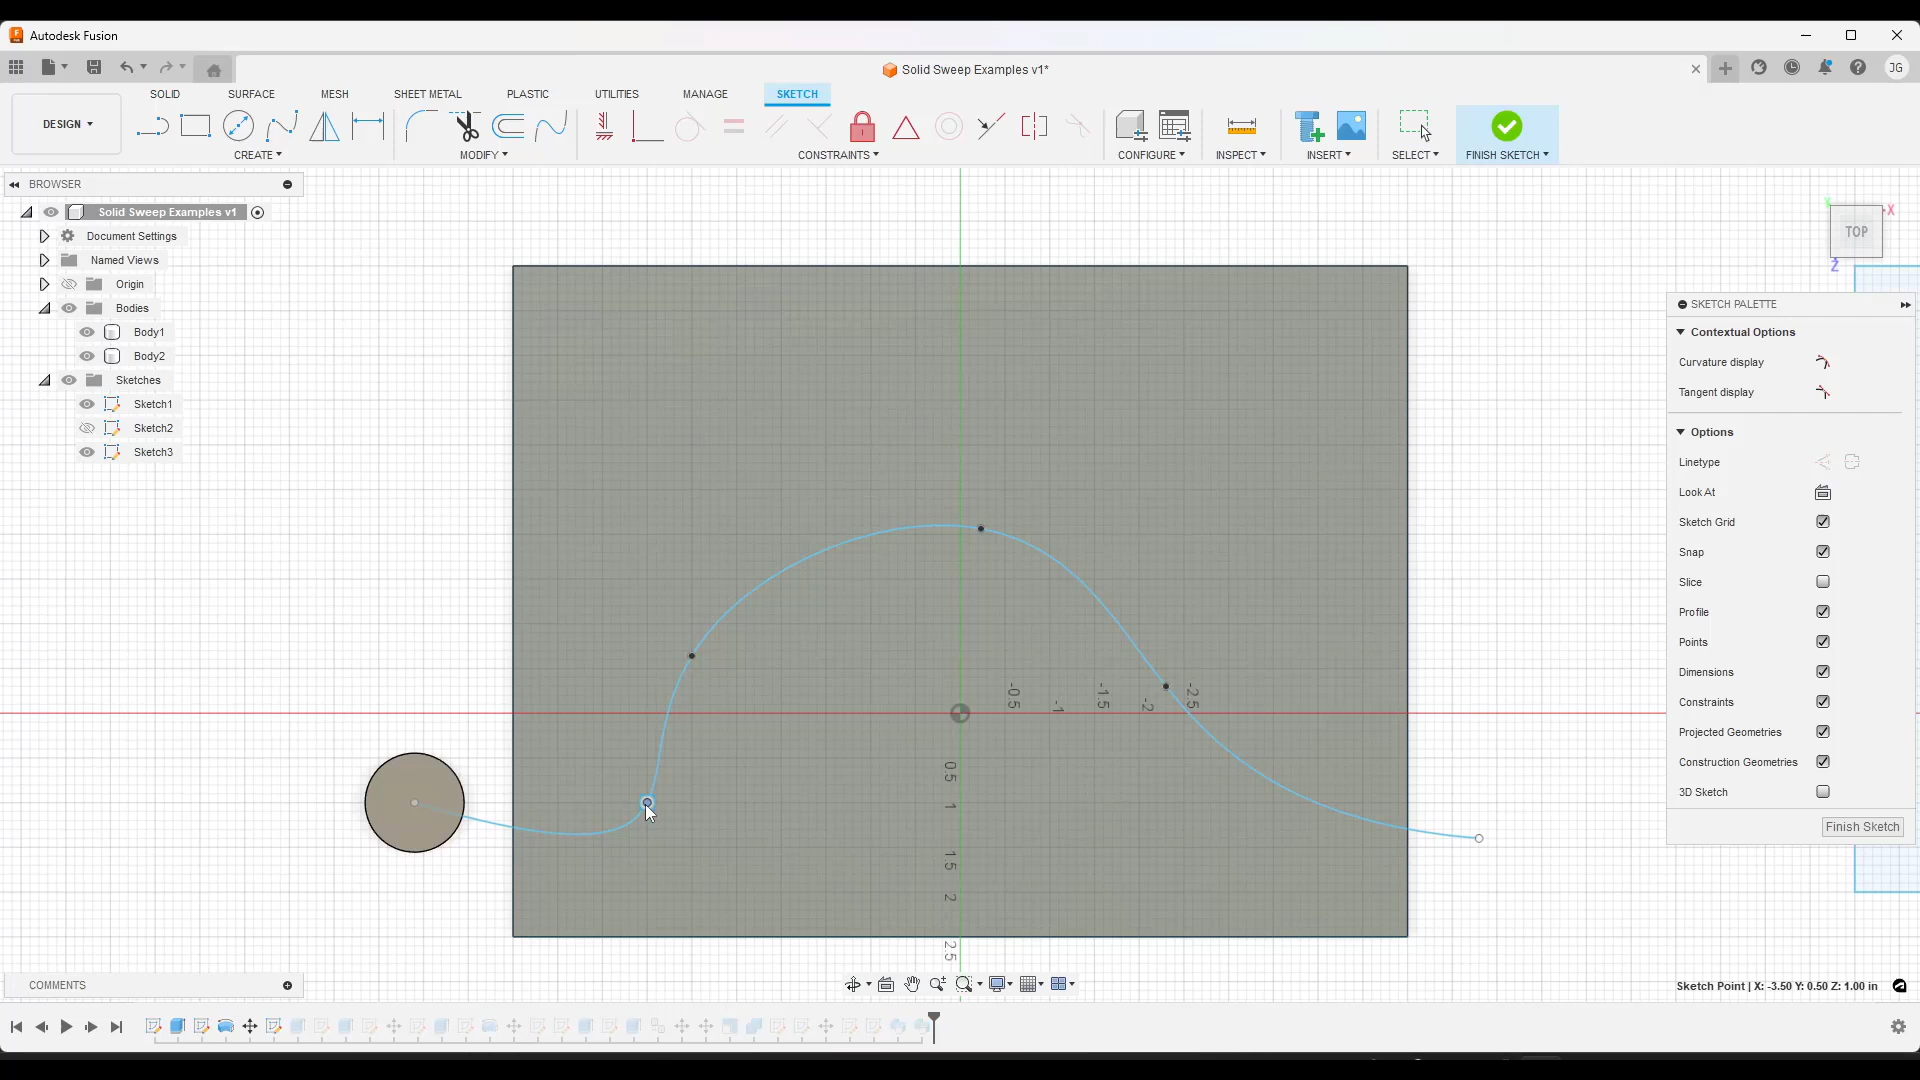 Autodesk Fusion
Solid Sweep Examples v1*
JG
SOLID
SURFACE
MESH
SHEET METAL
PLASTIC
UTILITIES
MANAGE
SKETCH
DESIGN
CREATE
MODIFY
CONSTRAINTS
CONFIGURE
INSPECT
INSERT
SELECT
FINISH SKETCH
BROWSER
Solid Sweep Examples v1
Document Settings
Named Views
Origin
Bodies
Body1
Body2
Sketches
Sketch1
Sketch2
Sketch3
Y
X
TOP
Z
-0.5
-1
-1.5
-2
-2.5
0.5
1
1.5
2
2.5
SKETCH PALETTE
Contextual Options
Curvature display
Tangent display
Options
Linetype
Look At
Sketch Grid
Snap
Slice
Profile
Points
Dimensions
Constraints
Projected Geometries
Construction Geometries
3D Sketch
Finish Sketch
COMMENTS
Sketch Point | X: -3.50 Y: 0.50 Z: 1.00 in